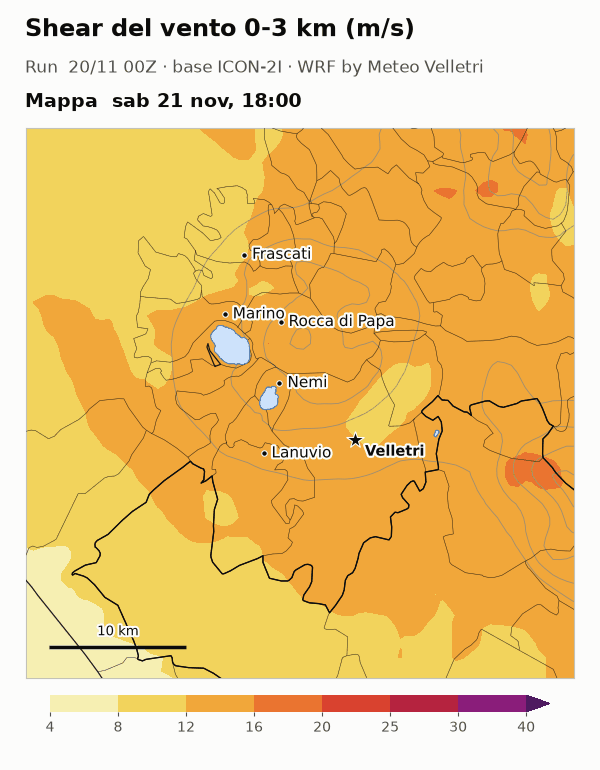 Shear del vento 0-3 km (m/s)
Run  20/11 00Z · base ICON-2I · WRF by Meteo Velletri
Mappa  sab 21 nov, 18:00
Frascati
Marino
Rocca di Papa
Nemi
Velletri
Lanuvio
10 km
4 8 12 16 20 25 30 40